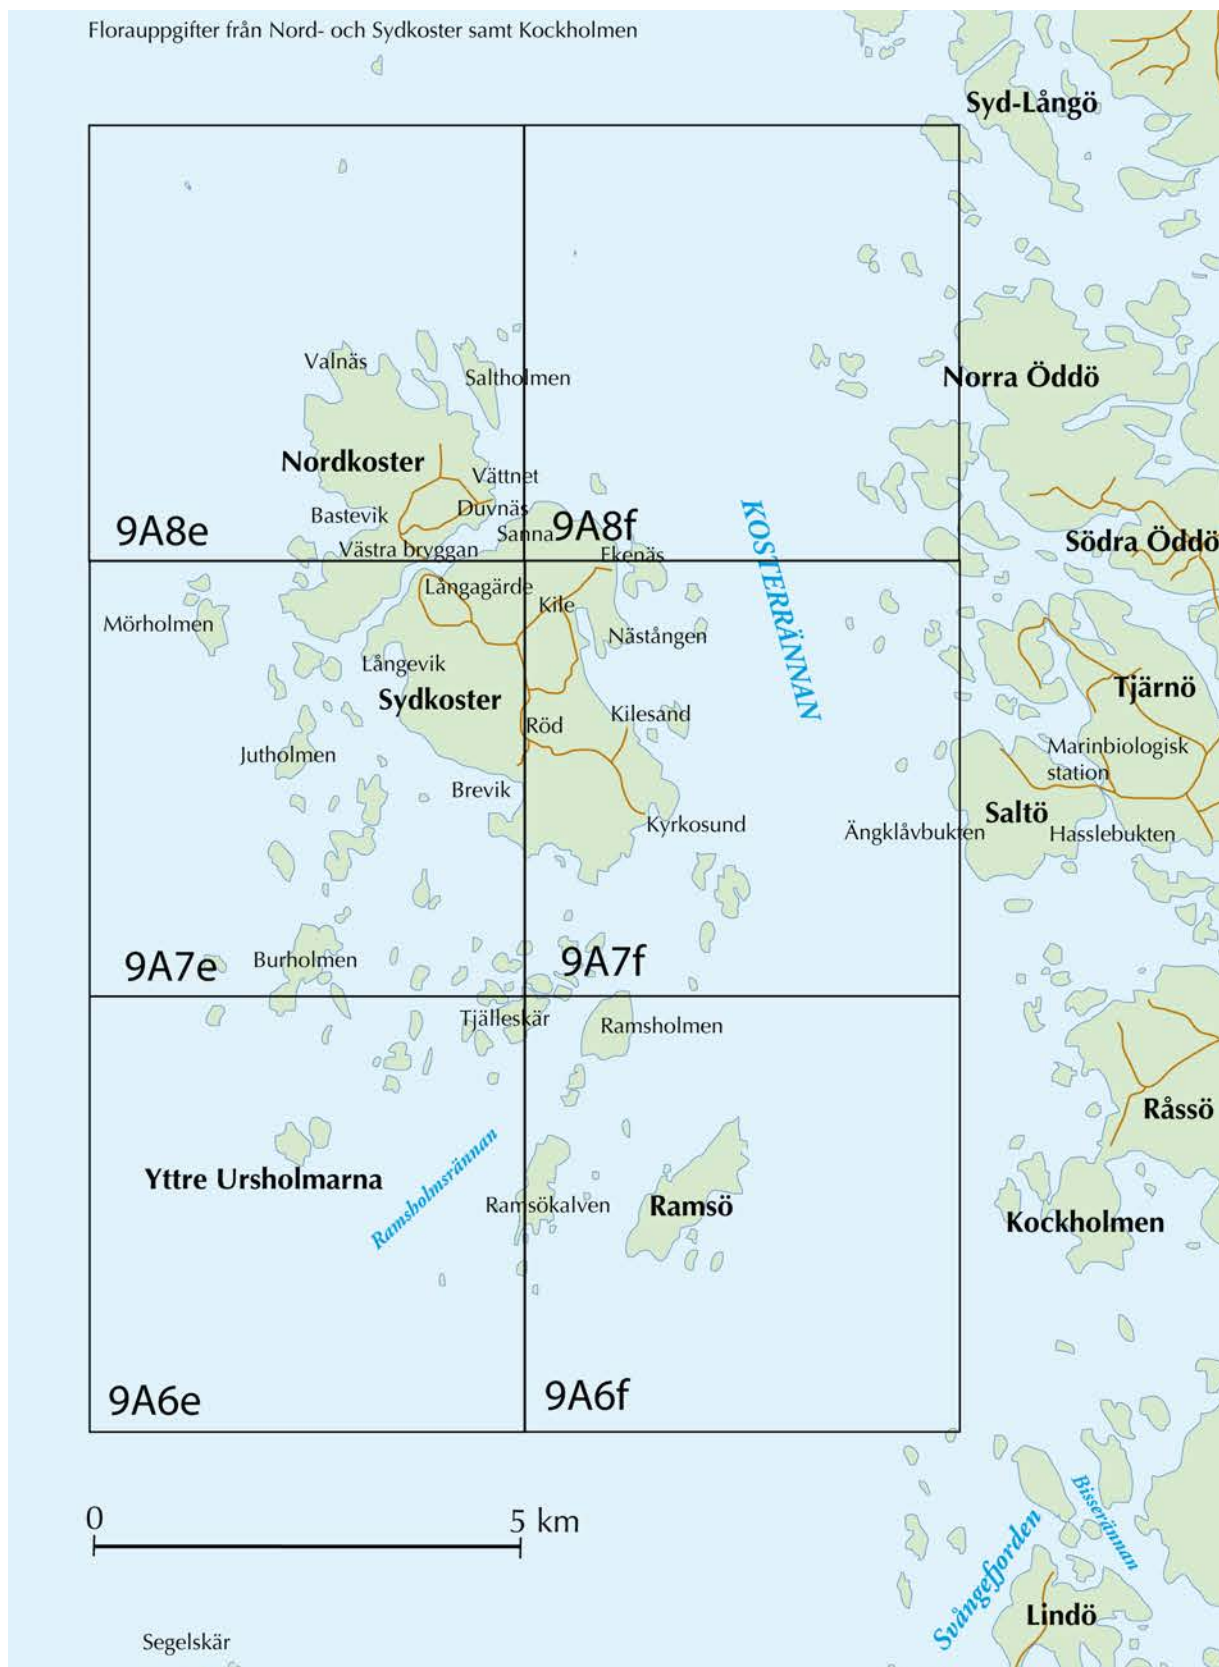 Florauppgifter från Nord- och Sydkoster samt Kockholmen
Syd-Långö
Valnäs
Saltholmen
Norra Öddö
Nordkoster
Vättnet
Duvnäs
Bastevik
9A8e
Sanna
9A8f
KOSTERRÄNNAN
Södra Öddö
Västra bryggan
Ekenäs
Långagärde
Kile
Mörholmen
Nästången
Långevik
Sydkoster
Tjärnö
Kilesand
Röd
Jutholmen
Marinbiologisk
station
Brevik
Saltö
Kyrkosund
Ängklåvbukten
Hasslebukten
9A7e
Burholmen
9A7f
Tjälleskär
Ramsholmen
Råssö
Yttre Ursholmarna
Ramsholmsrännan
Ramsökalven
Ramsö
Kockholmen
9A6e
9A6f
0
5 km
Bisserännan
Svångefjorden
Lindö
Segelskär